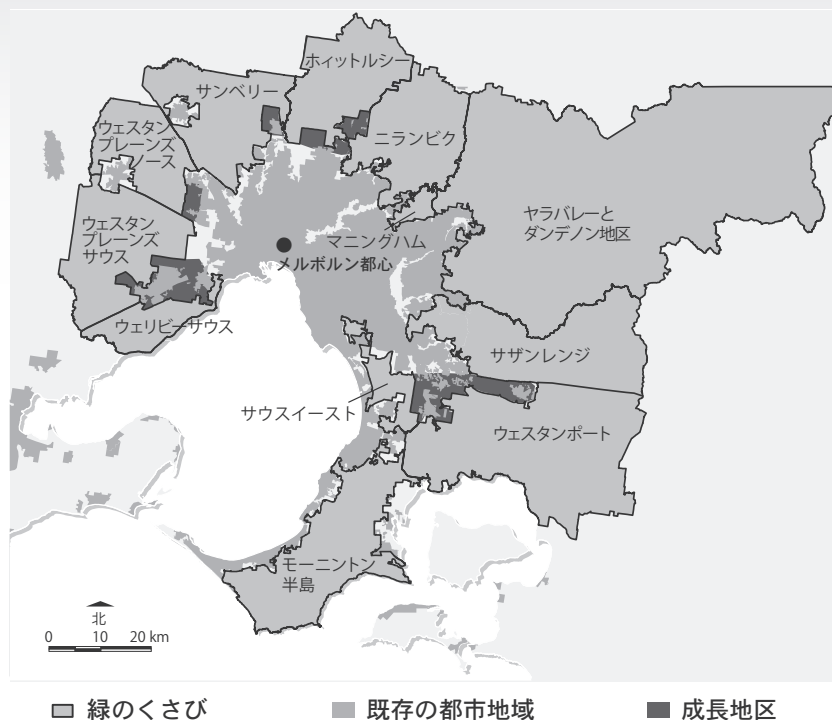 ホィットルシー
サンベリー
ウェスタン
プレーンズ
ノース
ニランビク
ウェスタン
プレーンズ
サウス
ヤラバレーと
ダンデノン地区
マニングハム
メルボルン都心
ウェリビーサウス
サザンレンジ
サウスイースト
ウェスタンポート
モーニントン
半島
北
0 10 20 km
緑のくさび 既存の都市地域 成長地区